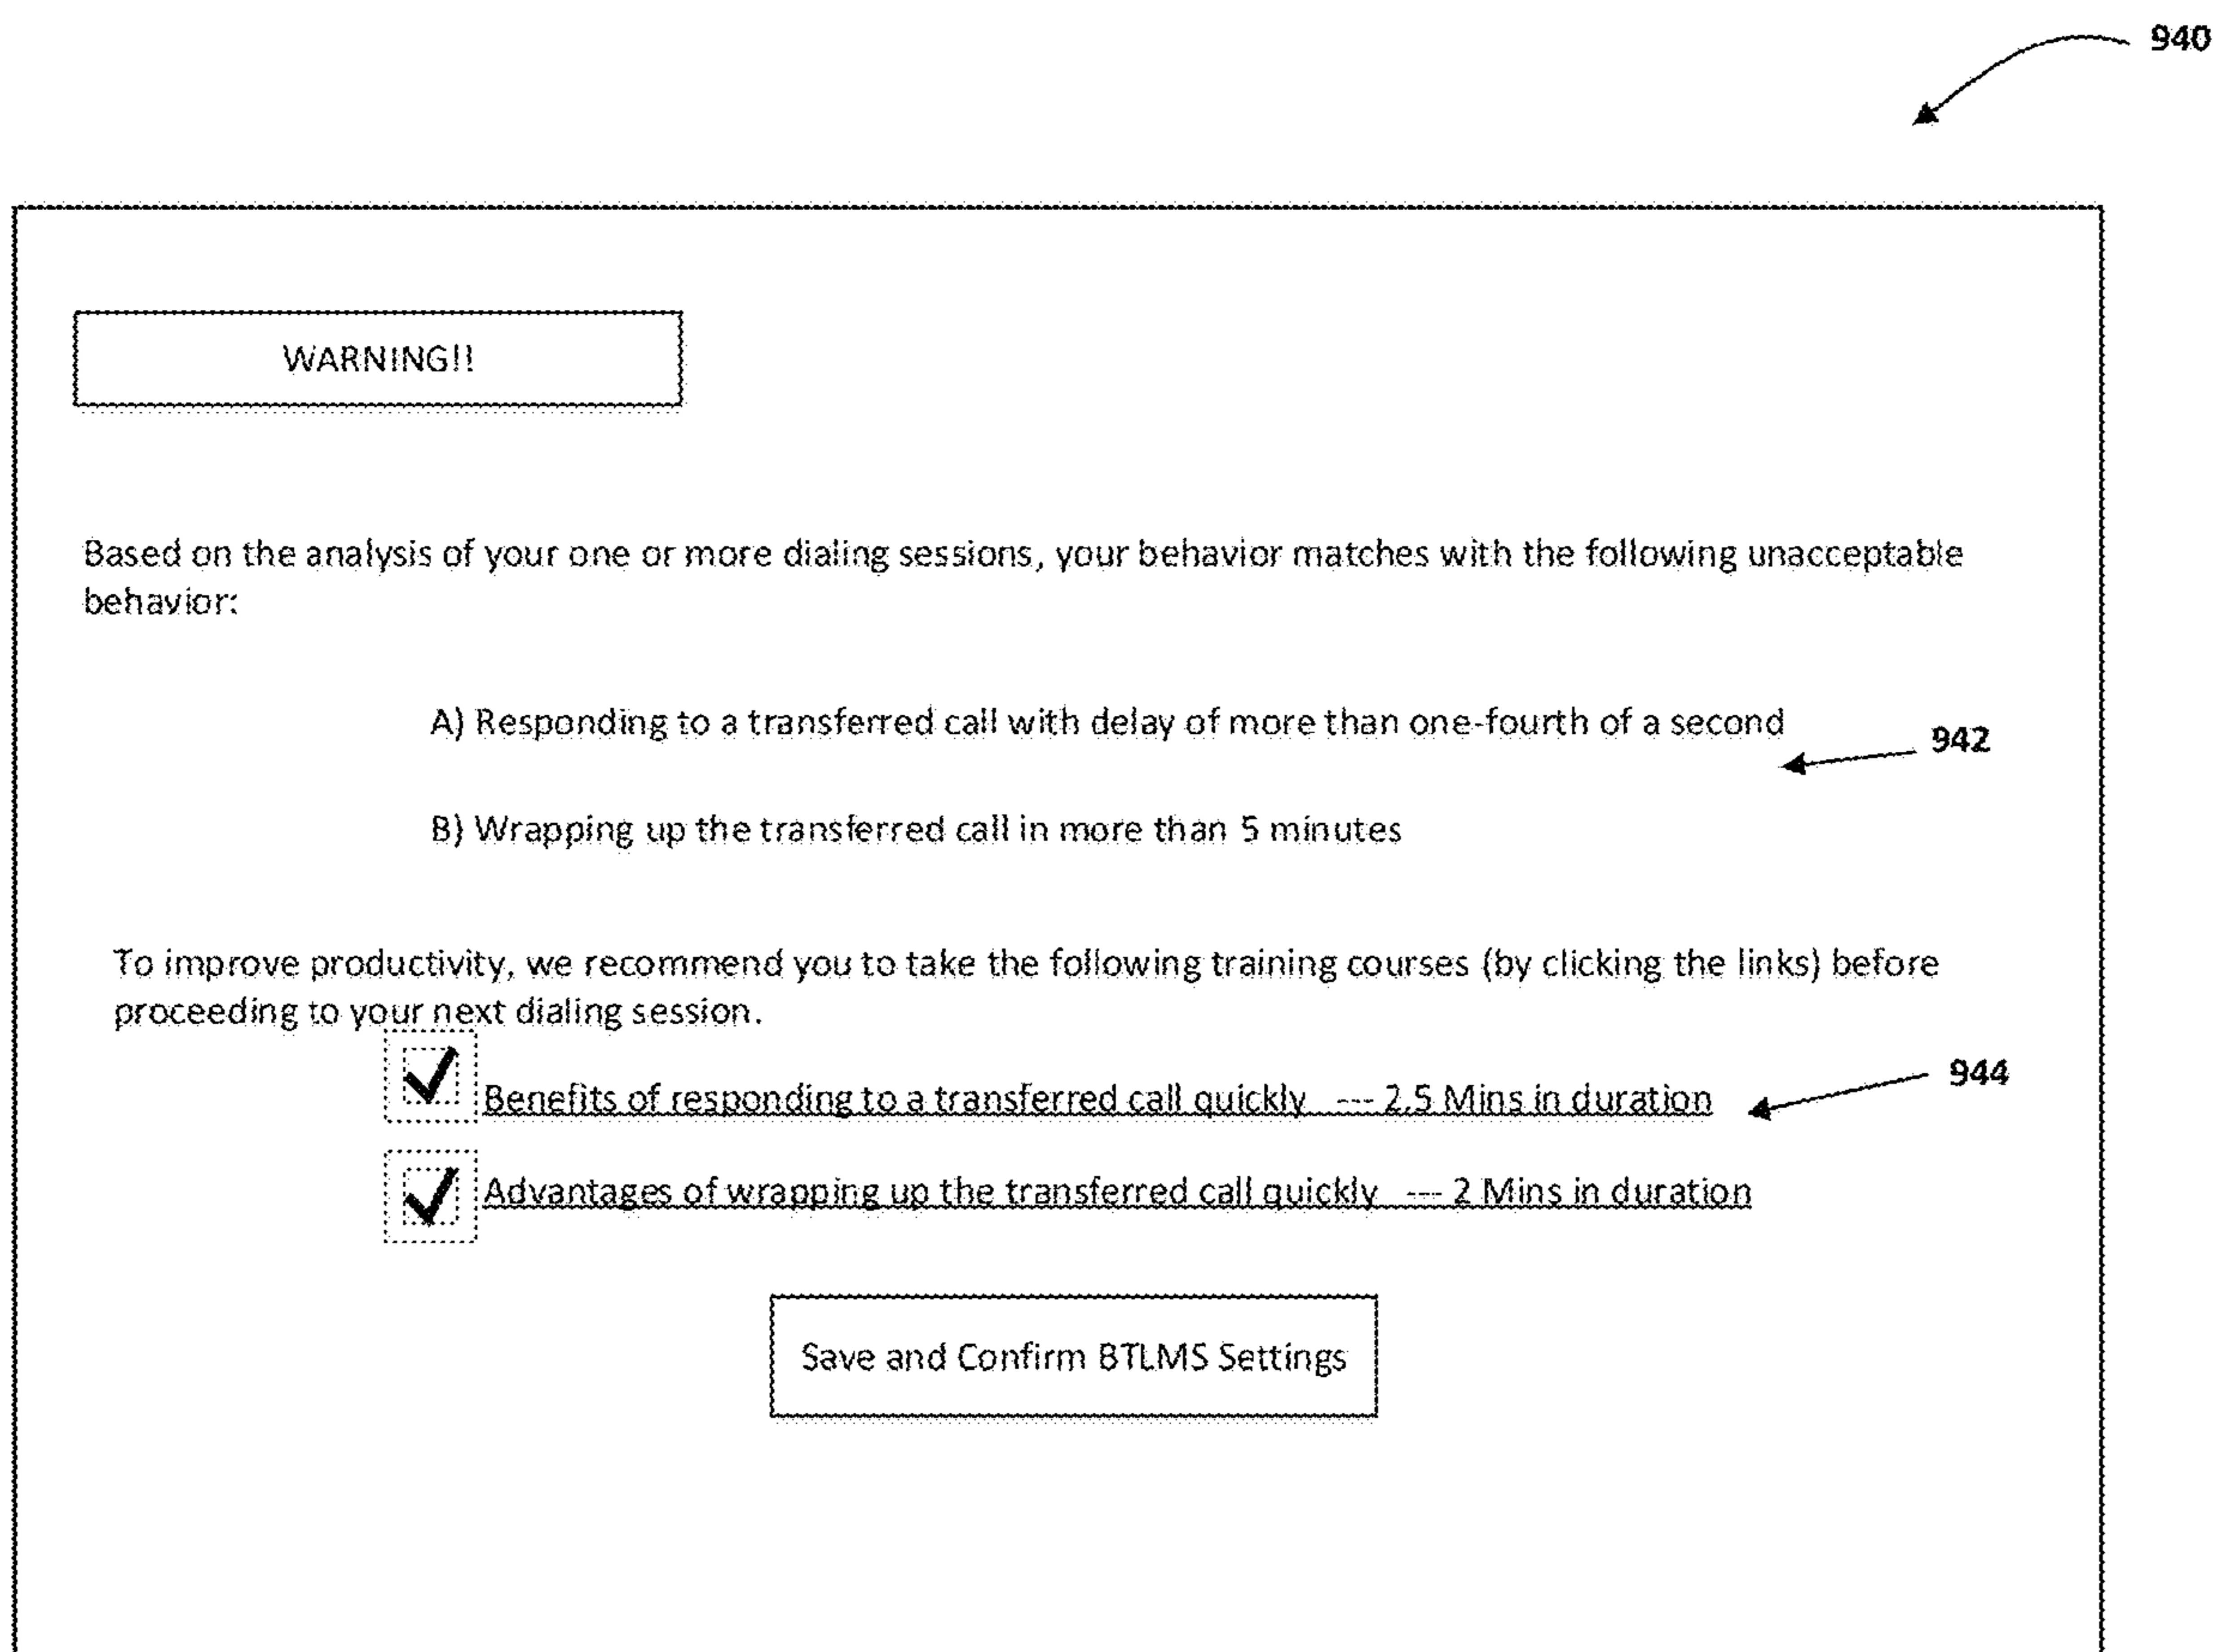 940
WARNING!!
Based on the analysis of your one or more dialing sessions, your behavior matches with the following unacceptable
behavior:
A) Responding to a transferred call with delay of more than one-fourth of a second
942
B) Wrapping up the transferred call in more than 5 minutes
To improve productivity, we recommend you to take the following training courses (by clicking the links) before
proceeding to your next dialing session.
Benefits of responding to a transferred call quickly --- 2.5 Mins in duration
944
Advantages of wrapping up the transferred call quickly --- 2 Mins in duration
Save and Confirm BTLMS Settings